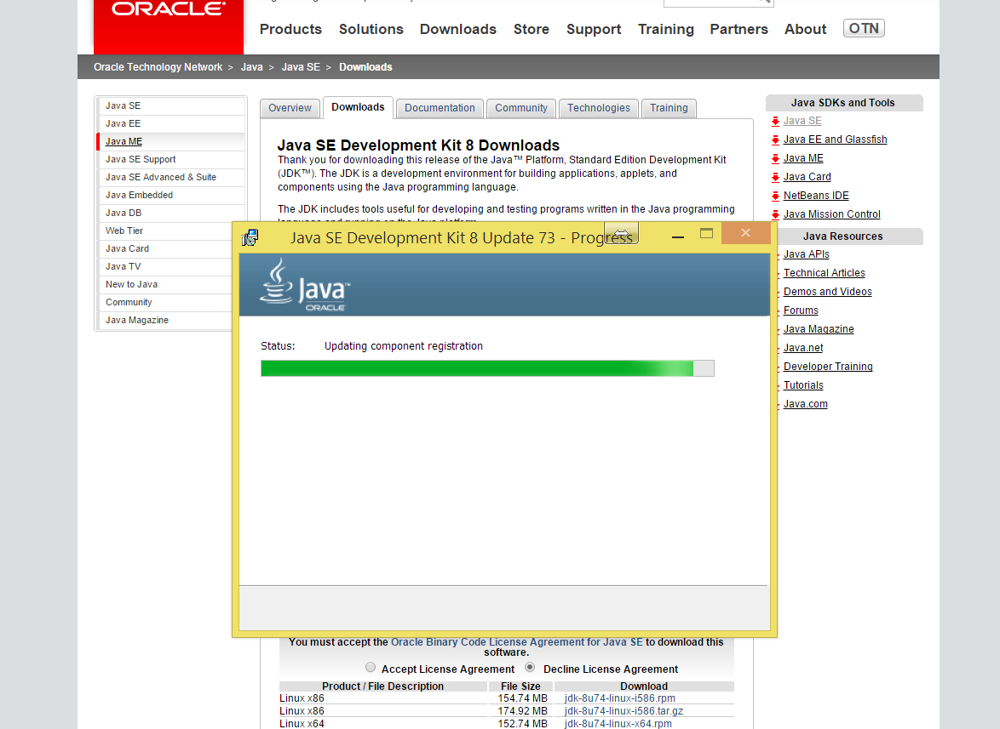 ORACLE
Products Solutions Downloads Store Support Training Partners About OTN
Oracle Technology Network > Java > Java SE > Downloads
Java SE
Java EE
Java ME
Java SE Support
Java SE Advanced & Suite
Java Embedded
Java DB
Web Tier
Java Card
Java TV
New to Java
Community
Java Magazine
Overview Downloads Documentation Community Technologies Training
Java SE Development Kit 8 Downloads
Thank you for downloading this release of the Java™ Platform, Standard Edition Development Kit
(JDK™). The JDK is a development environment for building applications, applets, and
components using the Java programming language.
The JDK includes tools useful for developing and testing programs written in the Java programming
Java SE Development Kit 8 Update 73 - Progress
Java™
ORACLE
Status: Updating component registration
You must accept the Oracle Binary Code License Agreement for Java SE to download this
software.
Accept License Agreement Decline License Agreement
Product / File Description File Size Download
Linux x86 154.74 MB jdk-8u74-linux-i586.rpm
Linux x86 174.92 MB jdk-8u74-linux-i586.tar.gz
Linux x64 152.74 MB jdk-8u74-linux-x64.rpm
Java SDKs and Tools
Java SE
Java EE and Glassfish
Java ME
Java Card
NetBeans IDE
Java Mission Control
Java Resources
Java APIs
Technical Articles
Demos and Videos
Forums
Java Magazine
Java.net
Developer Training
Tutorials
Java.com